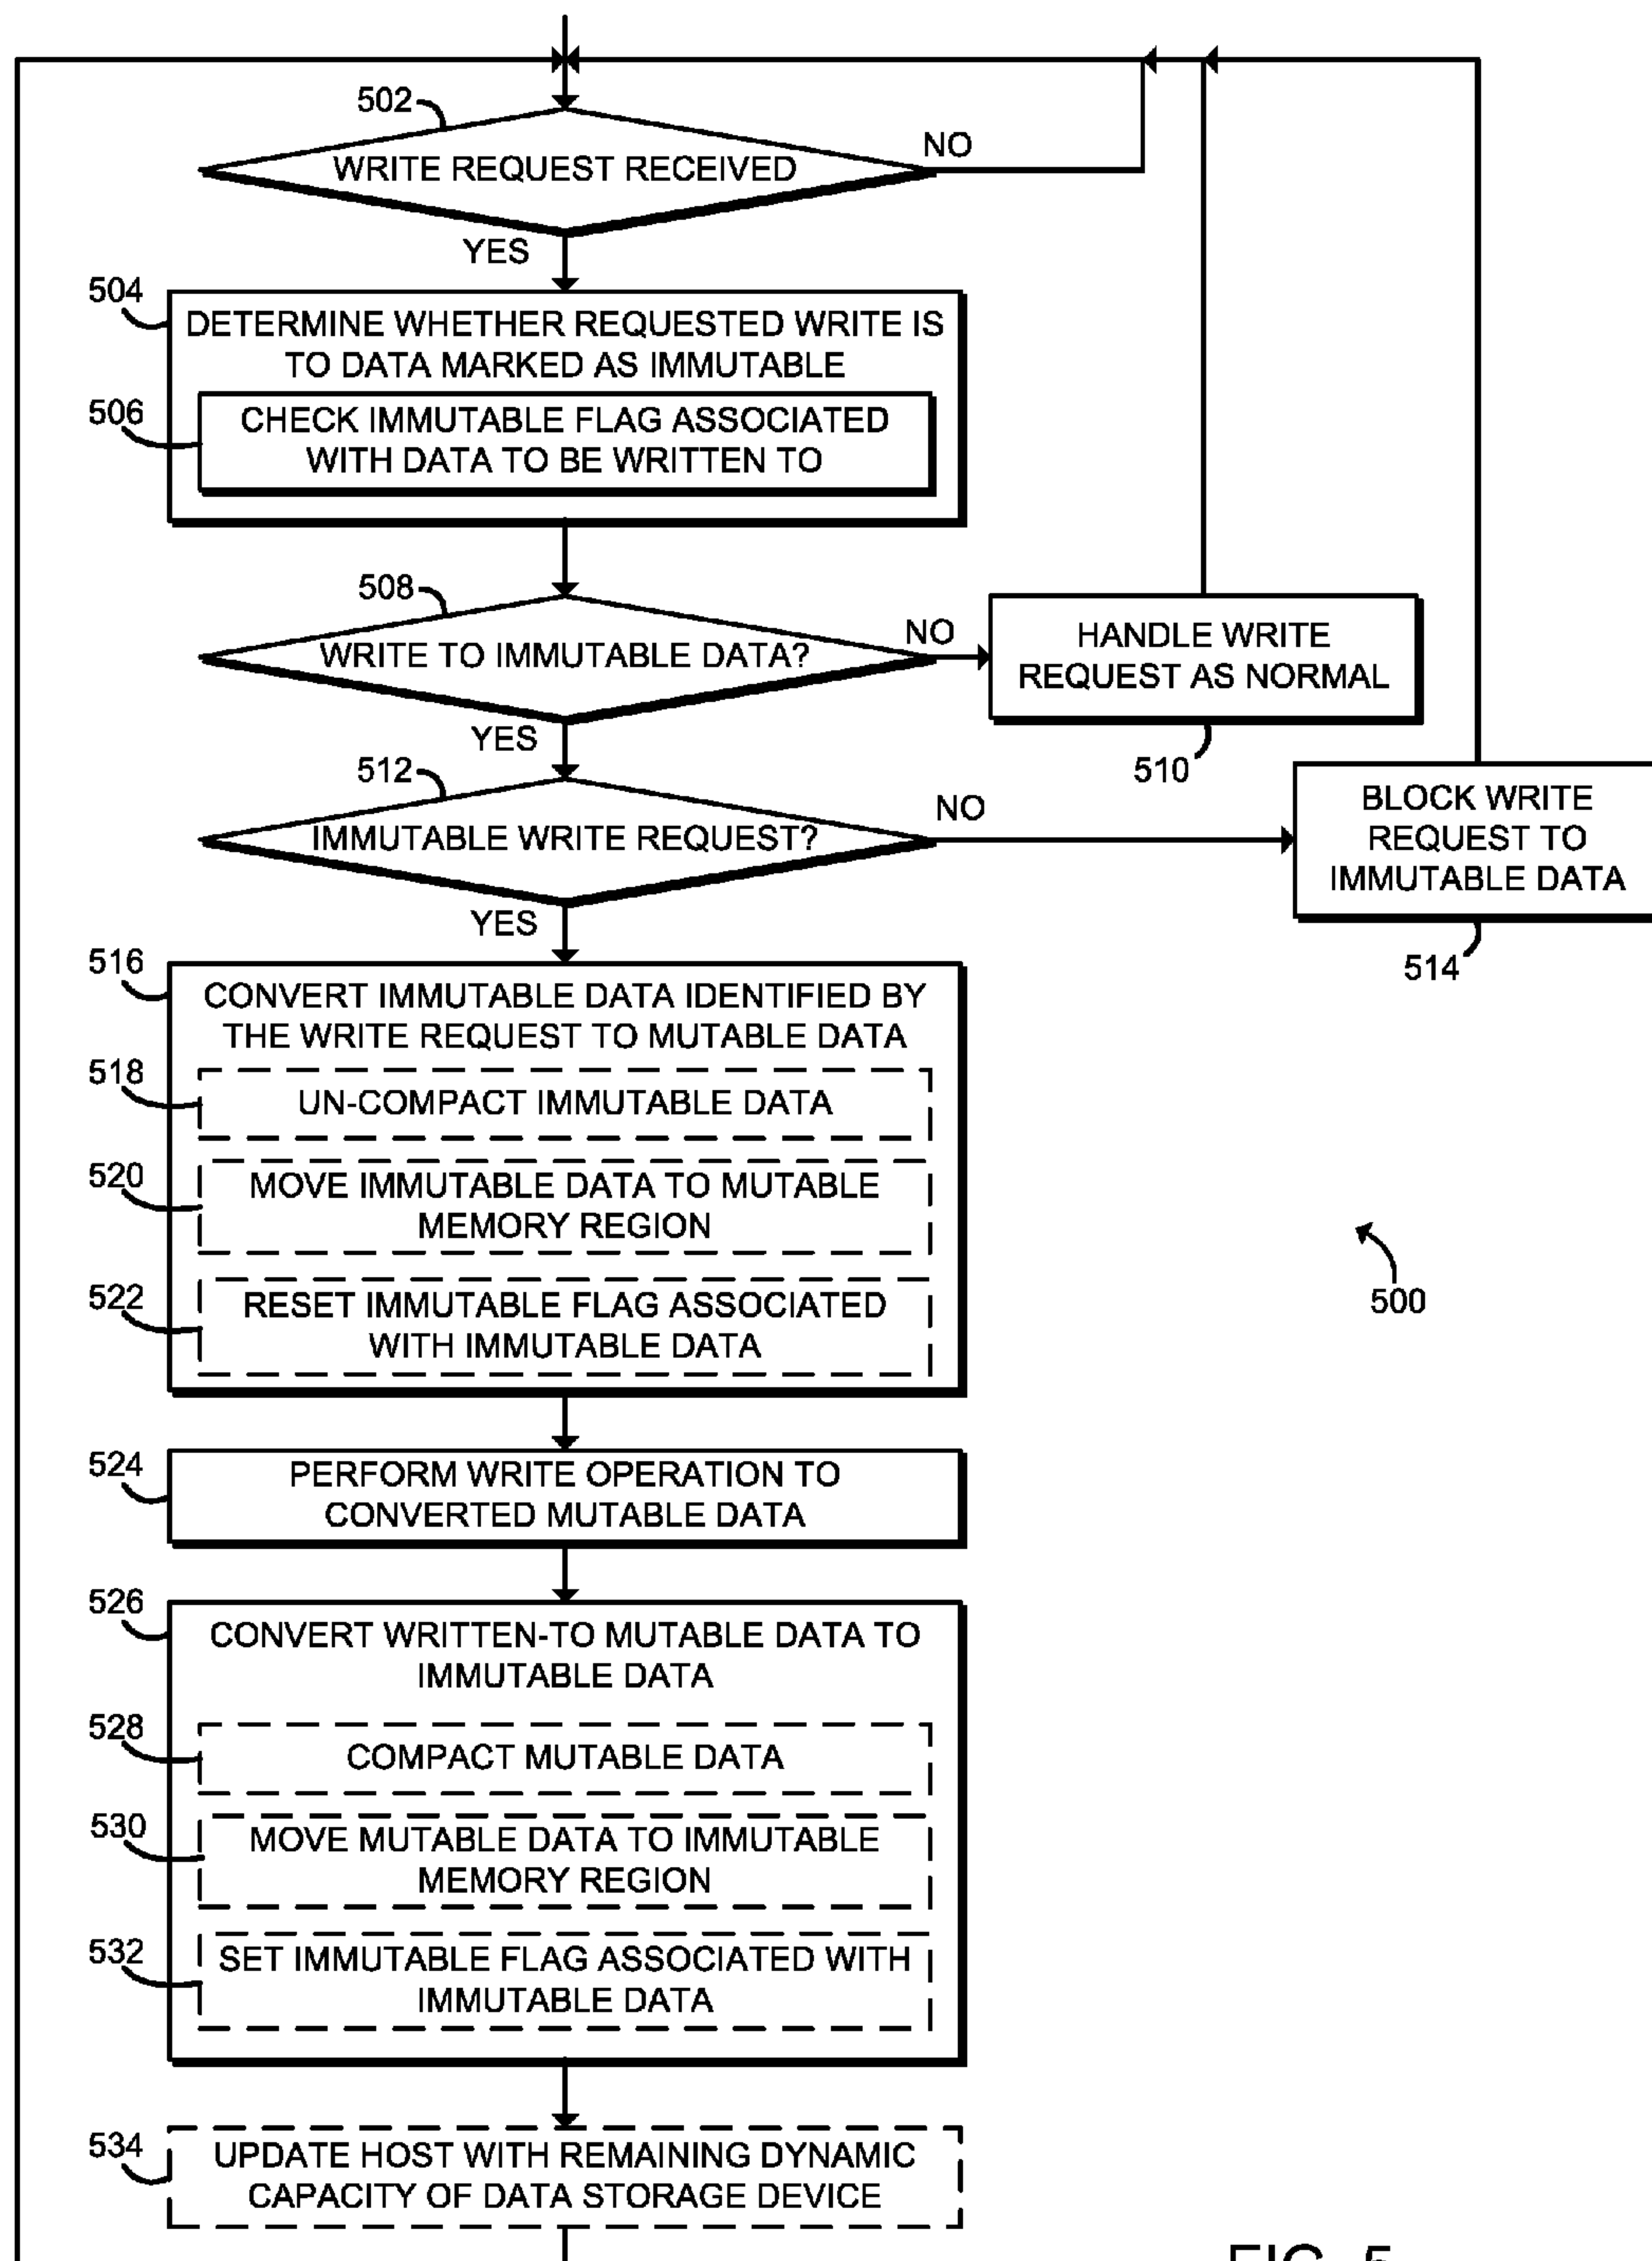 502
WRITE REQUEST RECEIVED
NO
YES
504
DETERMINE WHETHER REQUESTED WRITE IS
TO DATA MARKED AS IMMUTABLE
506
CHECK IMMUTABLE FLAG ASSOCIATED
WITH DATA TO BE WRITTEN TO
508
WRITE TO IMMUTABLE DATA?
NO
HANDLE WRITE
REQUEST AS NORMAL
510
YES
512
IMMUTABLE WRITE REQUEST?
NO
BLOCK WRITE
REQUEST TO
IMMUTABLE DATA
514
YES
516
CONVERT IMMUTABLE DATA IDENTIFIED BY
THE WRITE REQUEST TO MUTABLE DATA
518
UN-COMPACT IMMUTABLE DATA
520
MOVE IMMUTABLE DATA TO MUTABLE
MEMORY REGION
522
RESET IMMUTABLE FLAG ASSOCIATED
WITH IMMUTABLE DATA
500
524
PERFORM WRITE OPERATION TO
CONVERTED MUTABLE DATA
526
CONVERT WRITTEN-TO MUTABLE DATA TO
IMMUTABLE DATA
528
COMPACT MUTABLE DATA
530
MOVE MUTABLE DATA TO IMMUTABLE
MEMORY REGION
532
SET IMMUTABLE FLAG ASSOCIATED WITH
IMMUTABLE DATA
534
UPDATE HOST WITH REMAINING DYNAMIC
CAPACITY OF DATA STORAGE DEVICE
FIG. 5